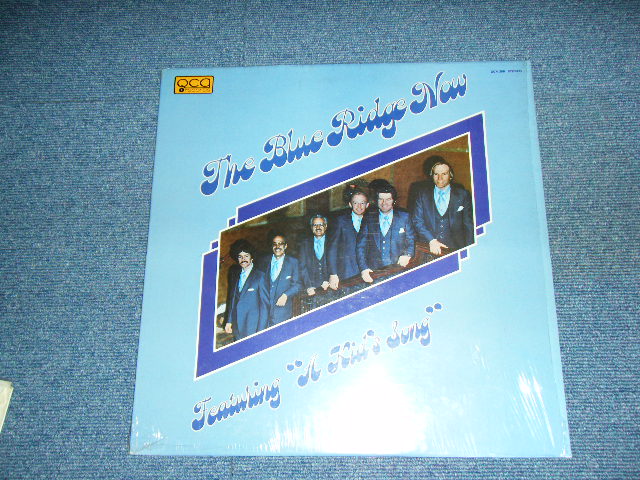 QCA
The Blue Ridge Now
Featuring "A Kid's Song"